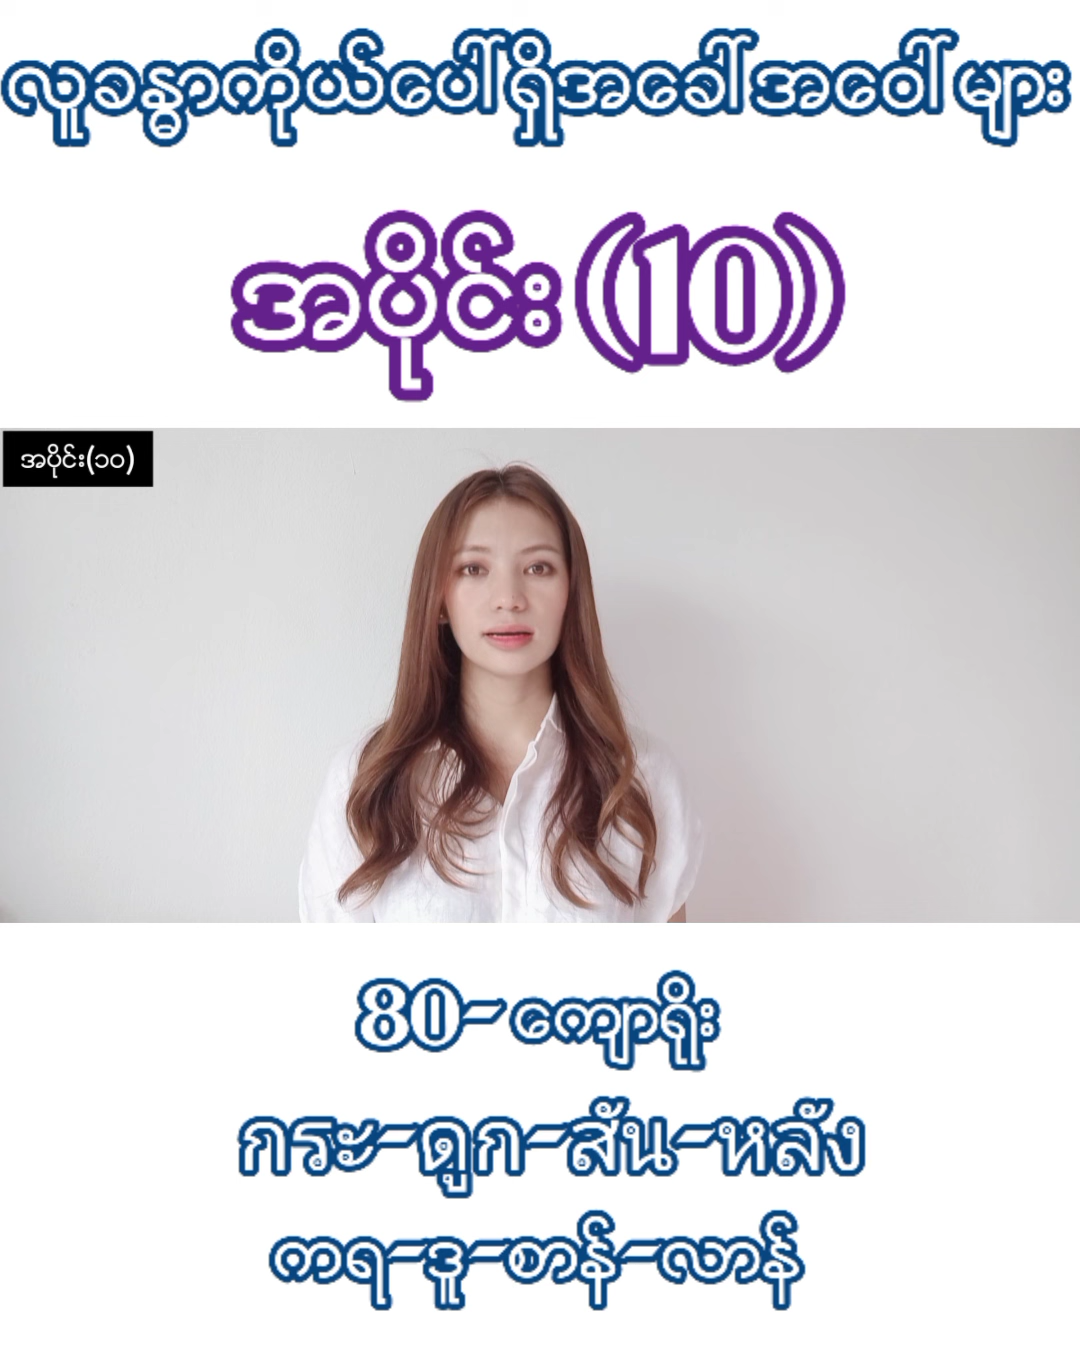 လူခန္ဓာကိုယ်ပေါ်ရှိအခေါ်အဝေါ်များ
အပိုင်း(10)
အပိုင်း(၁၀)
80-ကျောရိုး
กระ-ดูก-สัน-หลัง
ကရ-ဒူ-စာန်-လာန်